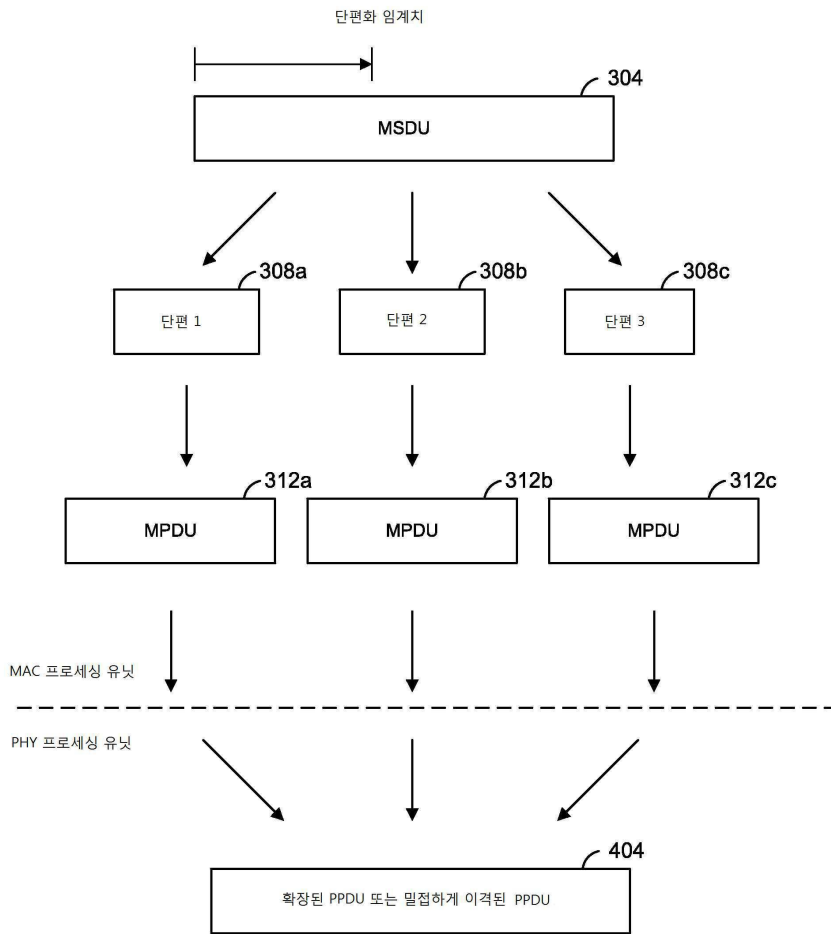 단편화 임계치
304
MSDU
308a
308b
308c
단편 1
단편 2
단편 3
312a
312b
312c
MPDU
MPDU
MPDU
MAC 프로세싱 유닛
PHY 프로세싱 유닛
404
확장된 PPDU 또는 밀접하게 이격된 PPDU